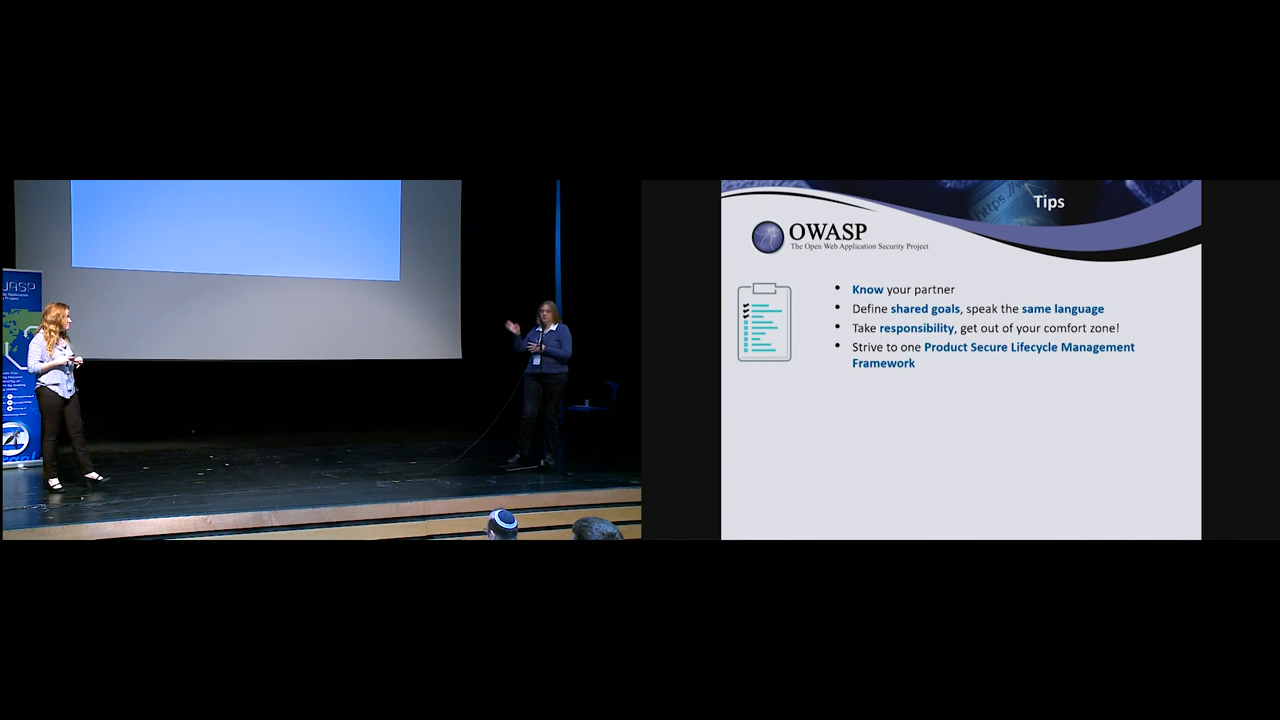 Tips
https://
OWASP
The Open Web Application Security Project
• Know your partner
• Define shared goals, speak the same language
• Take responsibility, get out of your comfort zone!
• Strive to one Product Secure Lifecycle Management
Framework